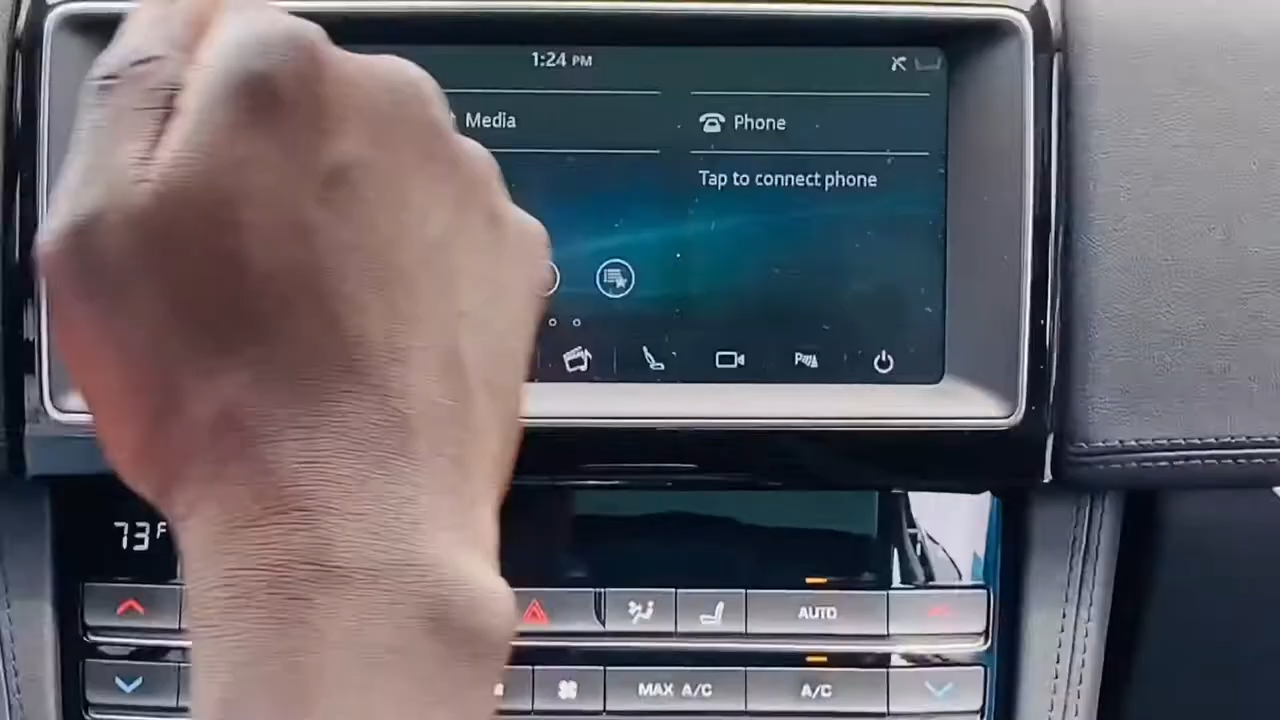 1:24 PM
Media
Phone
Tap to connect phone
73 F
AUTO
MAX A/C
A/C